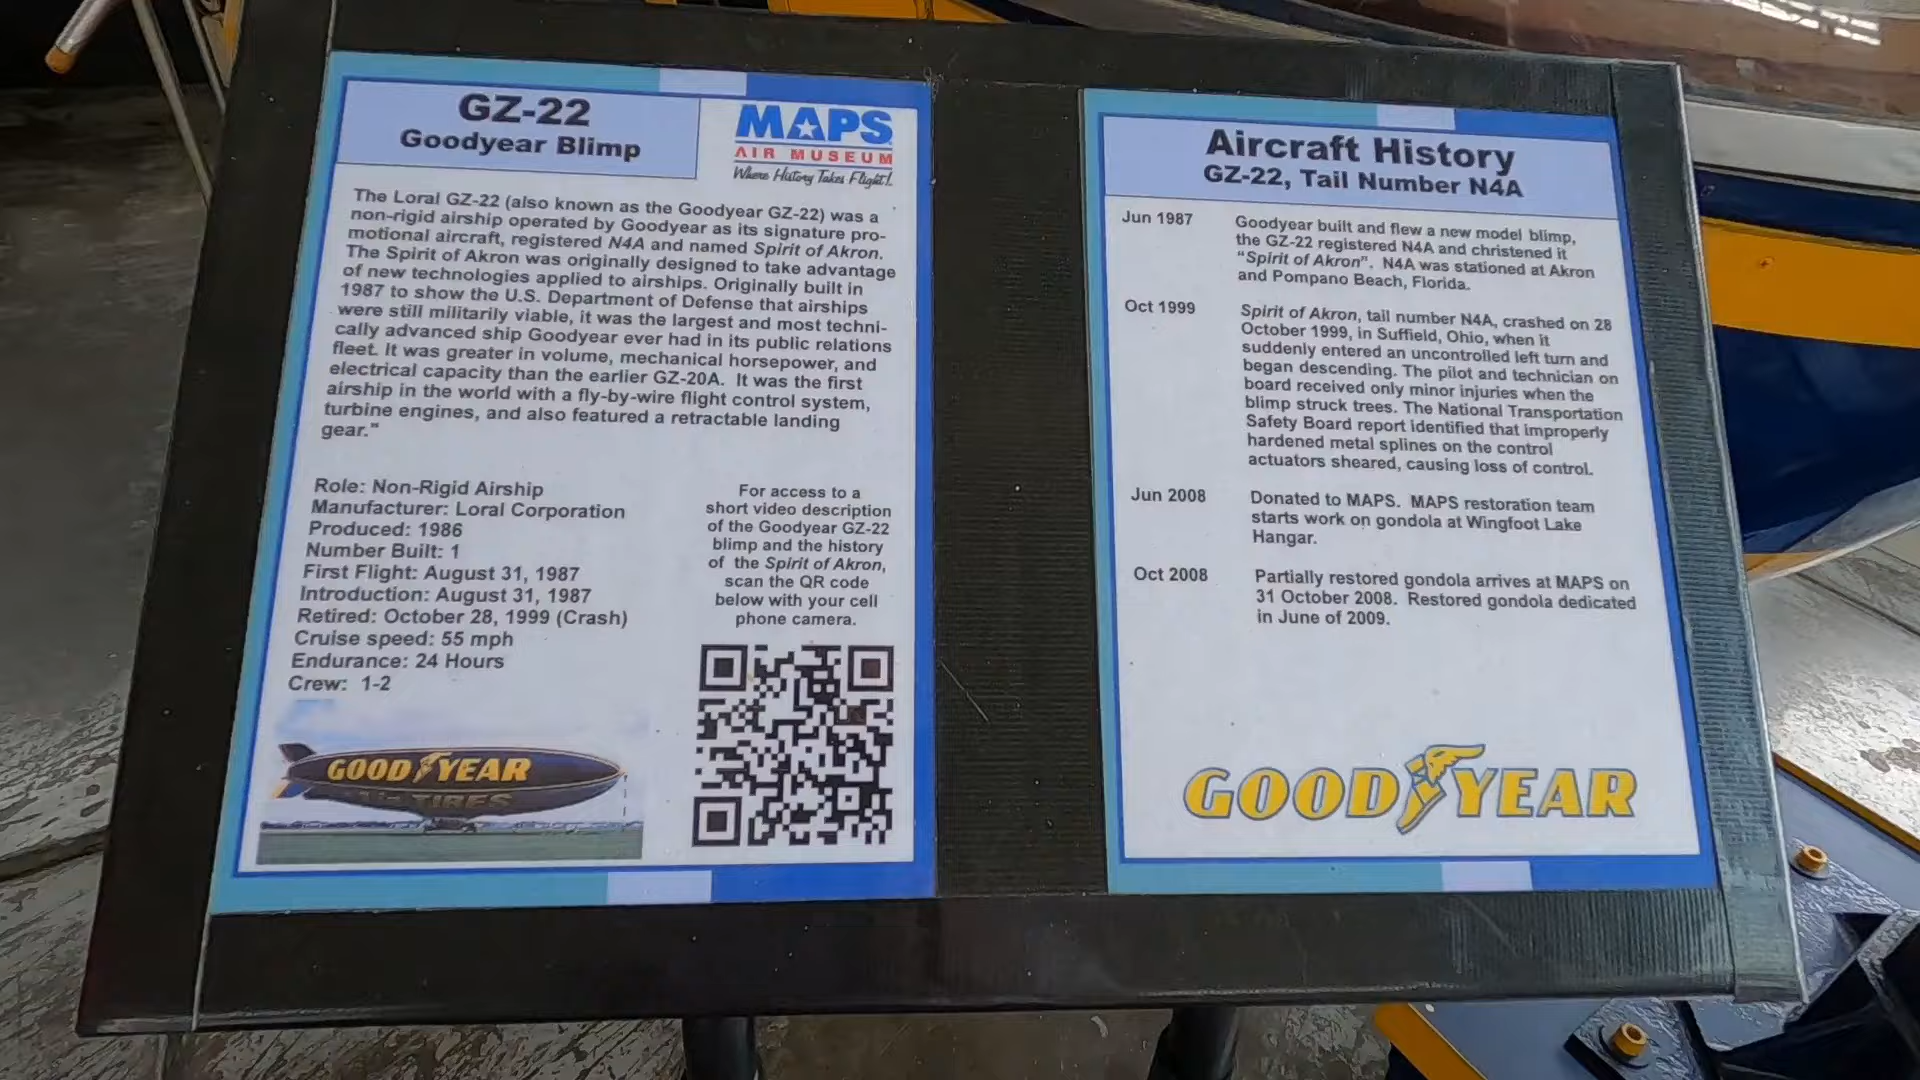 GZ-22
Goodyear Blimp
MAPS
AIR MUSEUM
Where History Takes Flight!
The Loral GZ-22 (also known as the Goodyear GZ-22) was a
non-rigid airship operated by Goodyear as its signature pro-
motional aircraft, registered N4A and named Spirit of Akron.
The Spirit of Akron was originally designed to take advantage
of new technologies applied to airships. Originally built in
1987 to show the U.S. Department of Defense that airships
were still militarily viable, it was the largest and most techni-
cally advanced ship Goodyear ever had in its public relations
fleet. It was greater in volume, mechanical horsepower, and
electrical capacity than the earlier GZ-20A. It was the first
airship in the world with a fly-by-wire flight control system,
turbine engines, and also featured a retractable landing
gear."
Role: Non-Rigid Airship
Manufacturer: Loral Corporation
Produced: 1986
Number Built: 1
First Flight: August 31, 1987
Introduction: August 31, 1987
Retired: October 28, 1999 (Crash)
Cruise speed: 55 mph
Endurance: 24 Hours
Crew: 1-2
For access to a
short video description
of the Goodyear GZ-22
blimp and the history
of the Spirit of Akron,
scan the QR code
below with your cell
phone camera.
GOODYEAR
TIRES
Aircraft History
GZ-22, Tail Number N4A
Jun 1987
Goodyear built and flew a new model blimp,
the GZ-22 registered N4A and christened it
"Spirit of Akron". N4A was stationed at Akron
and Pompano Beach, Florida.
Oct 1999
Spirit of Akron, tail number N4A, crashed on 28
October 1999, in Suffield, Ohio, when it
suddenly entered an uncontrolled left turn and
began descending. The pilot and technician on
board received only minor injuries when the
blimp struck trees. The National Transportation
Safety Board report identified that improperly
hardened metal splines on the control
actuators sheared, causing loss of control.
Jun 2008
Donated to MAPS. MAPS restoration team
starts work on gondola at Wingfoot Lake
Hangar.
Oct 2008
Partially restored gondola arrives at MAPS on
31 October 2008. Restored gondola dedicated
in June of 2009.
GOODYEAR